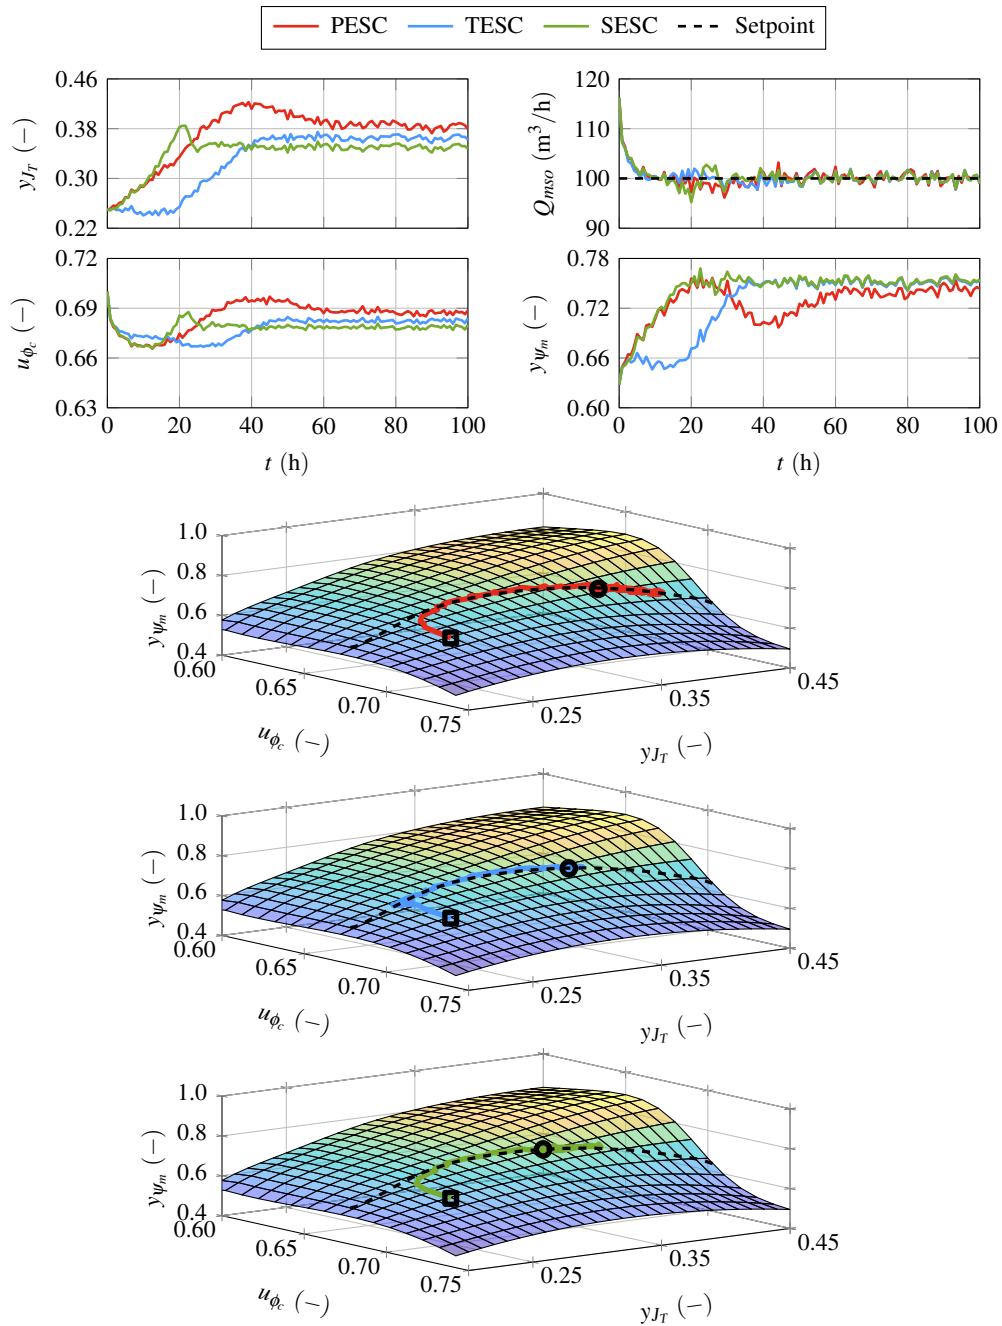 PESC TESC SESC Setpoint
0.46
0.38
0.30
0.22
y_{J_T} (−)
120
110
100
90
Q_{mso} (m³/h)
0.72
0.69
0.66
0.63
u_{ϕ_c} (−)
0 20 40 60 80 100
t (h)
0.78
0.72
0.66
0.60
y_{Ψ_m} (−)
0 20 40 60 80 100
t (h)
1.0
0.8
0.6
0.4
y_{Ψ_m} (−)
0.60
0.65
0.70
0.75
u_{ϕ_c} (−)
0.25
0.35
0.45
y_{J_T} (−)
1.0
0.8
0.6
0.4
y_{Ψ_m} (−)
0.60
0.65
0.70
0.75
u_{ϕ_c} (−)
0.25
0.35
0.45
y_{J_T} (−)
1.0
0.8
0.6
0.4
y_{Ψ_m} (−)
0.60
0.65
0.70
0.75
u_{ϕ_c} (−)
0.25
0.35
0.45
y_{J_T} (−)